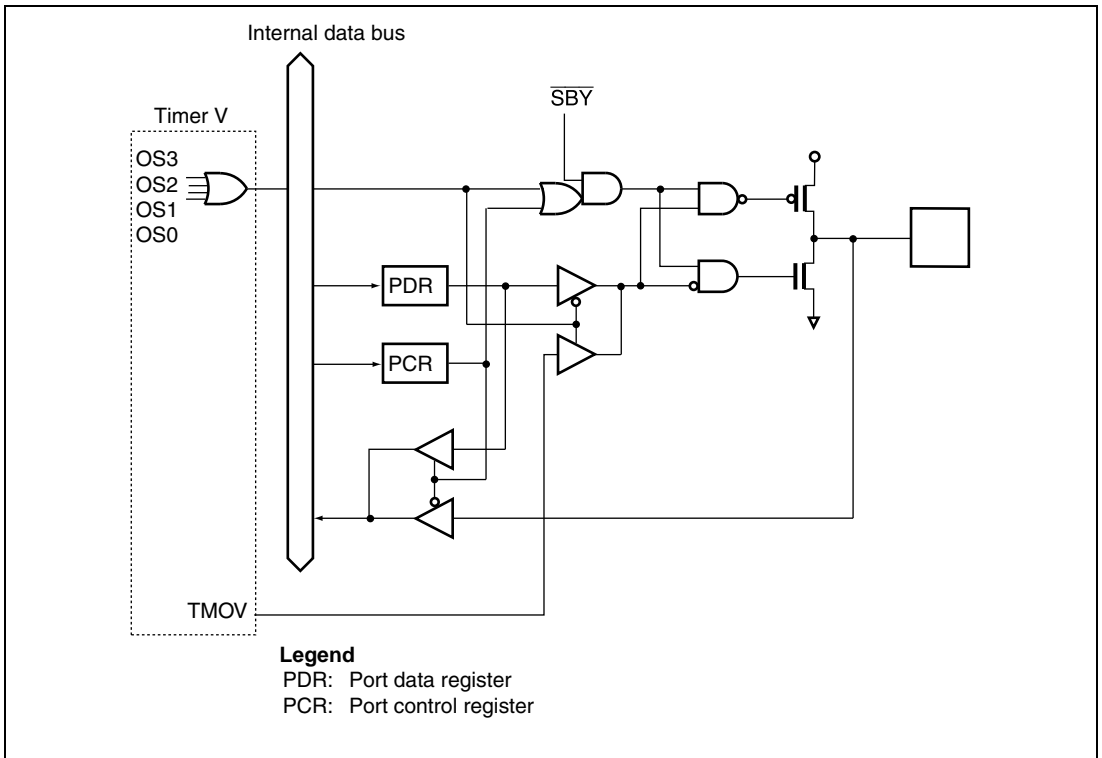 Internal data bus
SBY
Timer V
OS3
OS2
OS1
OS0
PDR
PCR
TMOV
Legend
PDR: Port data register
PCR: Port control register